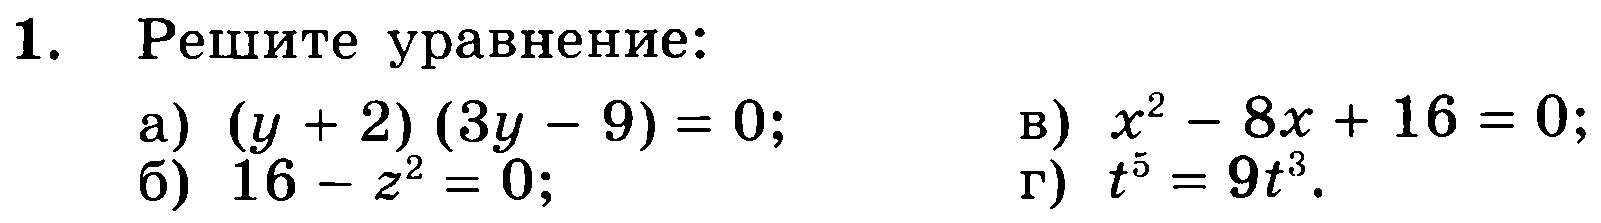 1. Решите уравнение:
а) (y + 2) (3y − 9) = 0; в) x² − 8x + 16 = 0;
б) 16 − z² = 0; г) t⁵ = 9t³.